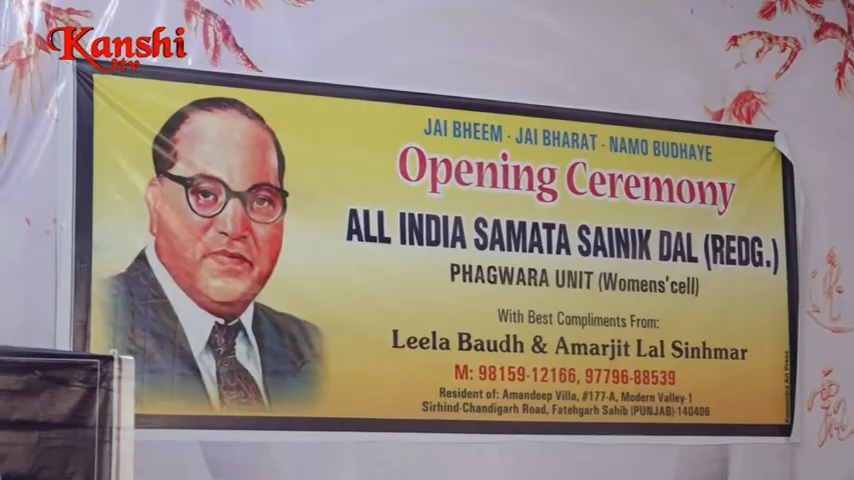 Kanshi
TV
JAI BHEEM - JAI BHARAT - NAMO BUDHAYE
Opening Ceremony
ALL INDIA SAMATA SAINIK DAL (REDG.)
PHAGWARA UNIT (Womens'cell)
With Best Compliments From:
Leela Baudh & Amarjit Lal Sinhmar
M: 98159-12166, 97796-88539
Resident of: Amandeep Villa, #177-A, Modern Valley-1
Sirhind-Chandigarh Road, Fatehgarh Sahib (PUNJAB)-140406